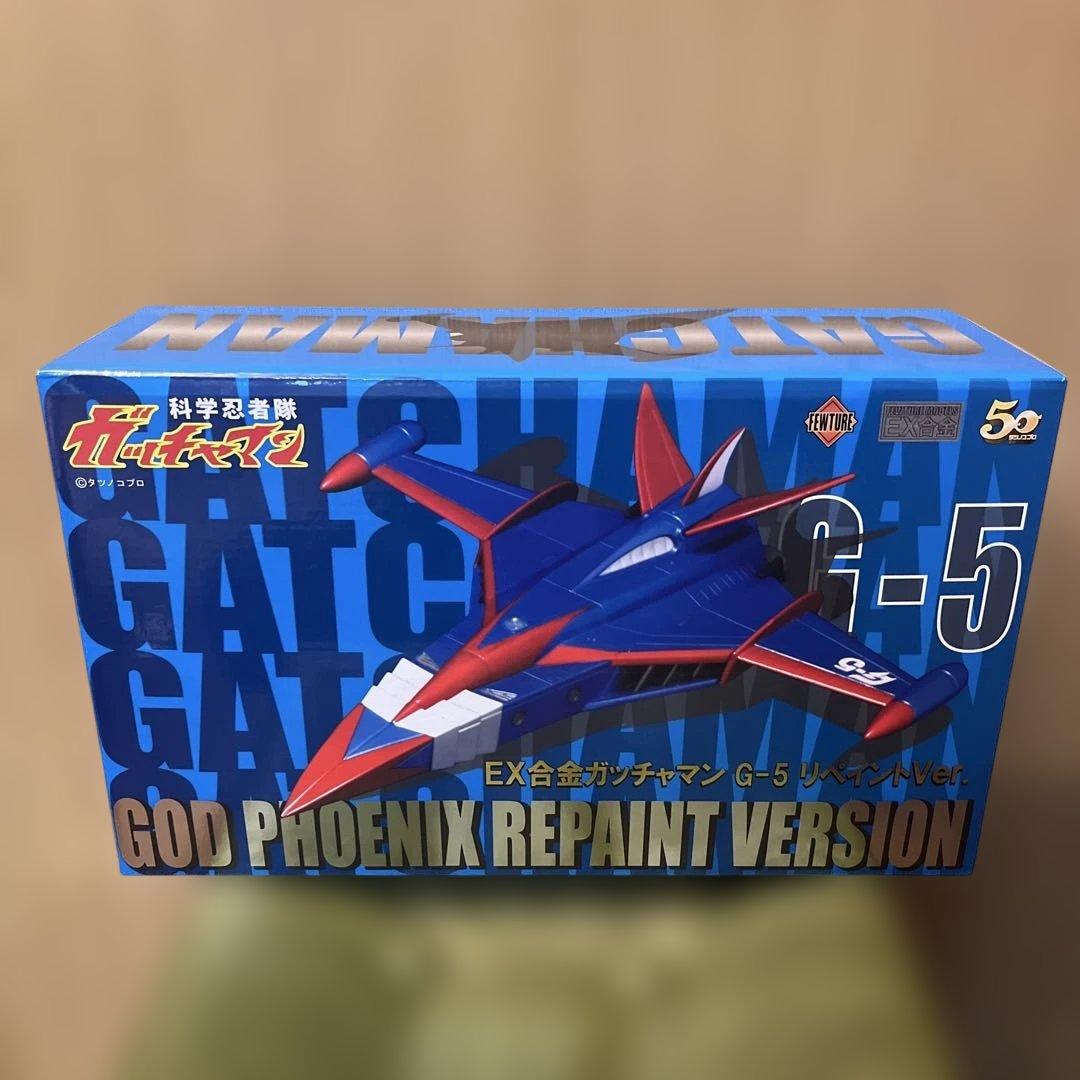 GATCHAMAN
GATCHAMAN
科学忍者隊
ガッチャマン
©タツノコプロ
FEWTURE
FEWTURE MODELS
EX合金
50
タツノコプロ
G-5
GATC
GATCHAMAN
G-5
EX合金ガッチャマン G-5 リペイントVer.
GOD PHOENIX REPAINT VERSION